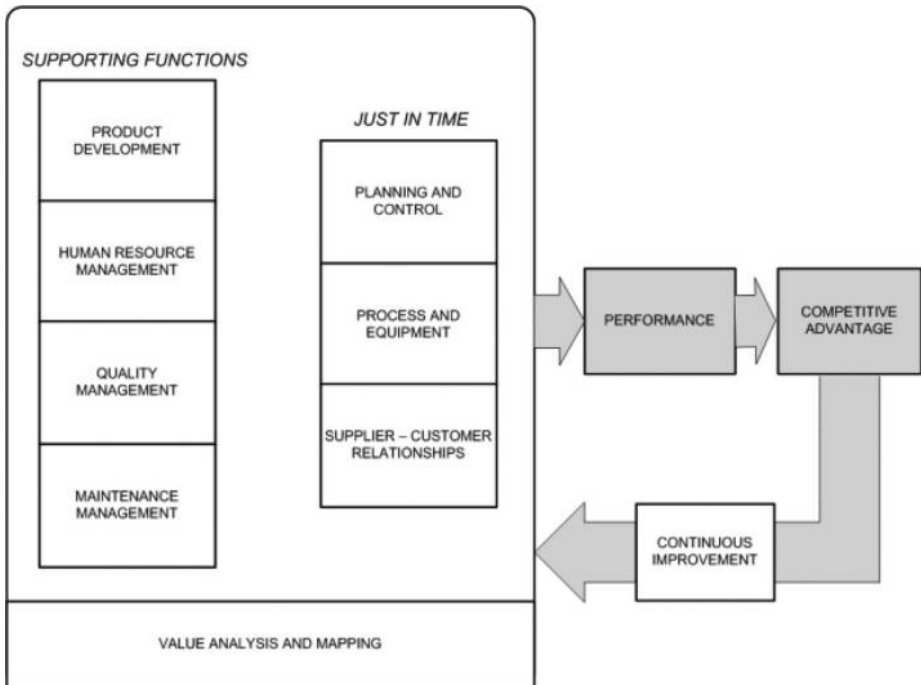 SUPPORTING FUNCTIONS
PRODUCT
DEVELOPMENT
HUMAN RESOURCE
MANAGEMENT
QUALITY
MANAGEMENT
MAINTENANCE
MANAGEMENT
JUST IN TIME
PLANNING AND
CONTROL
PROCESS AND
EQUIPMENT
SUPPLIER – CUSTOMER
RELATIONSHIPS
PERFORMANCE
COMPETITIVE
ADVANTAGE
CONTINUOUS
IMPROVEMENT
VALUE ANALYSIS AND MAPPING